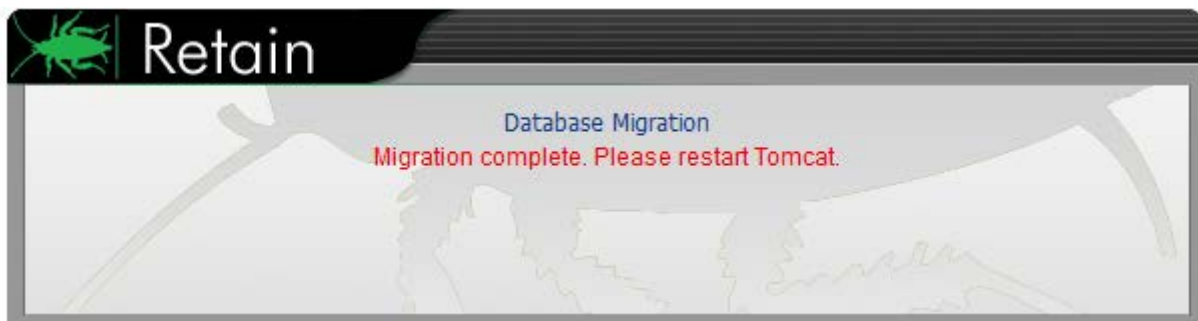 Retain
Database Migration
Migration complete. Please restart Tomcat.